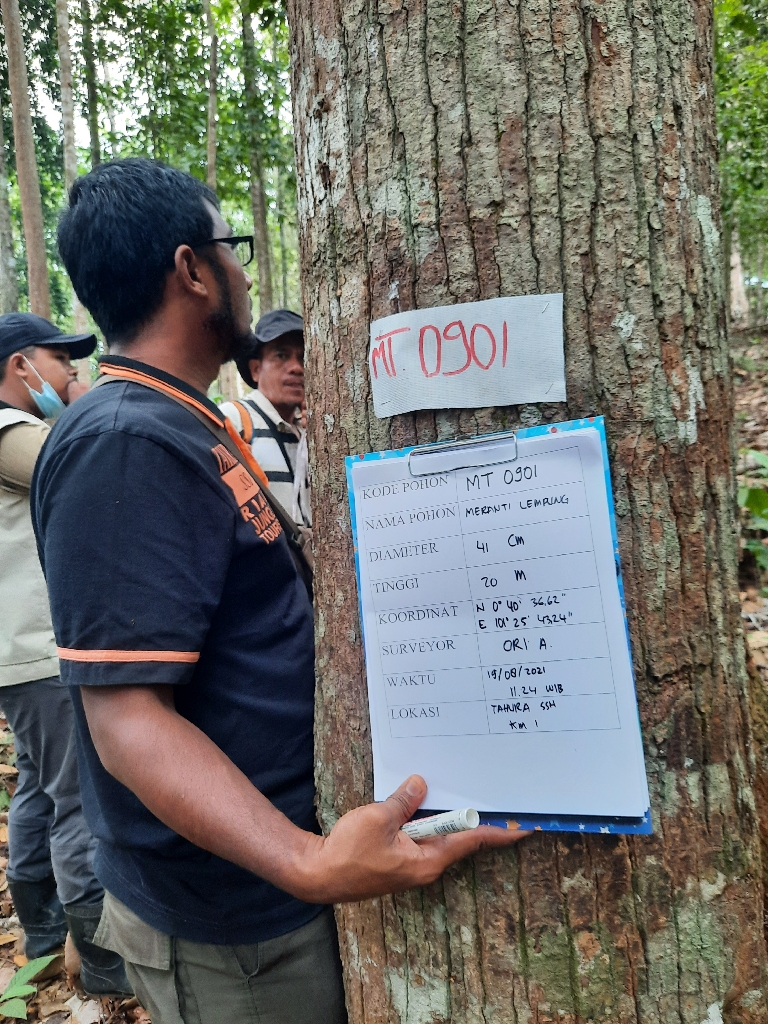 MT. 0901
KODE POHON MT 0901
NAMA POHON MERANTI LEMPUNG
DIAMETER 41 CM
TINGGI 20 M
KOORDINAT N 0° 40' 36.62"
E 101° 25' 43.24"
SURVEYOR ORI A.
WAKTU 19/08/2021
11.24 WIB
LOKASI TAHURA SSH
KM 1